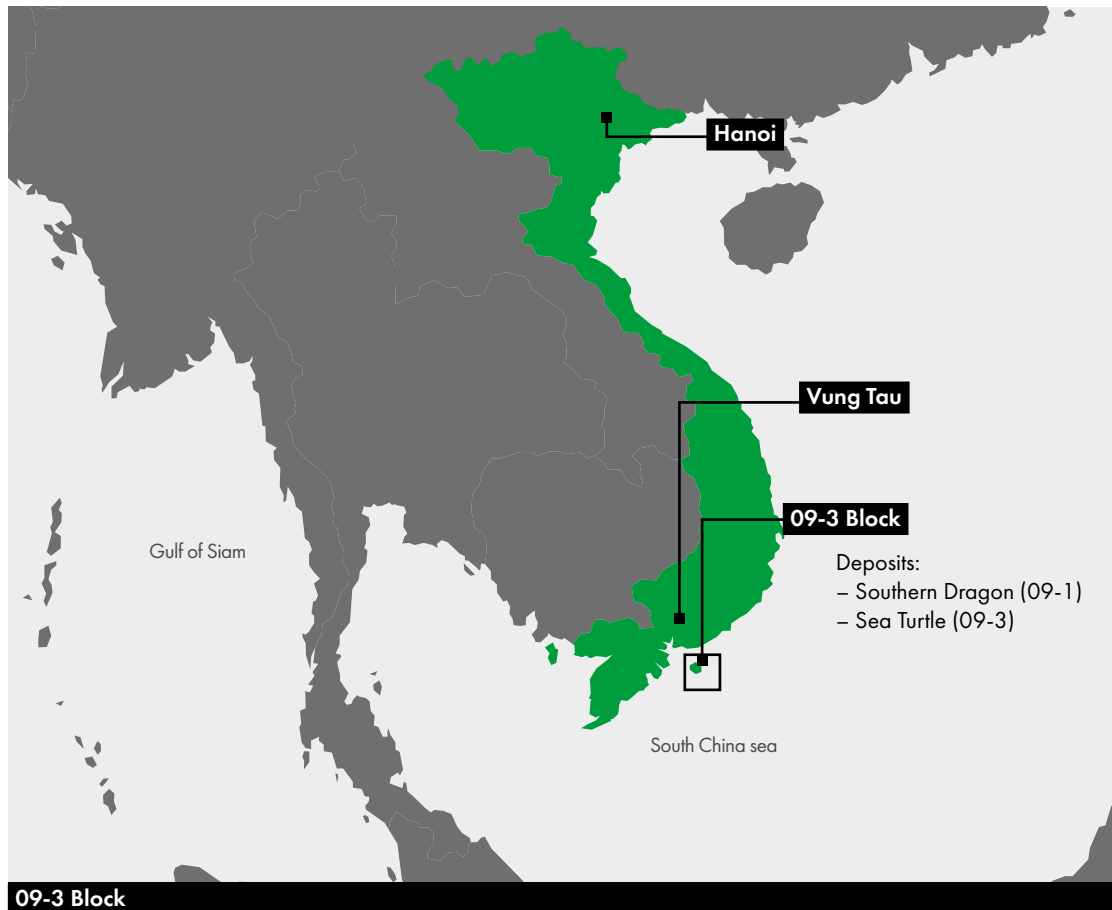 Hanoi
Vung Tau
09-3 Block
Gulf of Siam
Deposits:
– Southern Dragon (09-1)
– Sea Turtle (09-3)
South China sea
09-3 Block